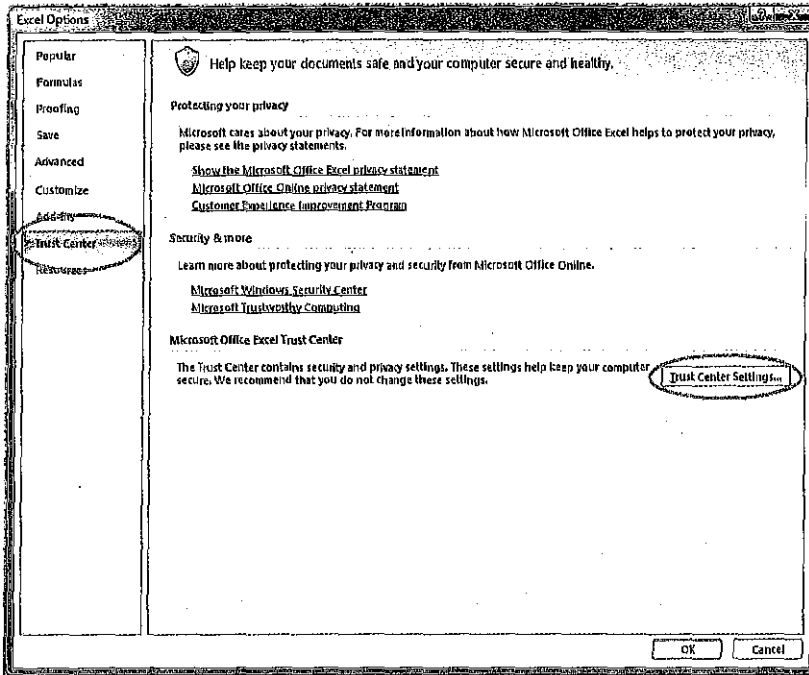 Excel Options
Popular
Formulas
Proofing
Save
Advanced
Customize
Add-Ins
Trust Center
Resources
Help keep your documents safe and your computer secure and healthy.
Protecting your privacy
Microsoft cares about your privacy. For more information about how Microsoft Office Excel helps to protect your privacy,
please see the privacy statements.
Show the Microsoft Office Excel privacy statement
Microsoft Office Online privacy statement
Customer Experience Improvement Program
Security & more
Learn more about protecting your privacy and security from Microsoft Office Online.
Microsoft Windows Security Center
Microsoft Trustworthy Computing
Microsoft Office Excel Trust Center
The Trust Center contains security and privacy settings. These settings help keep your computer
secure. We recommend that you do not change these settings.
Trust Center Settings...
OK
Cancel